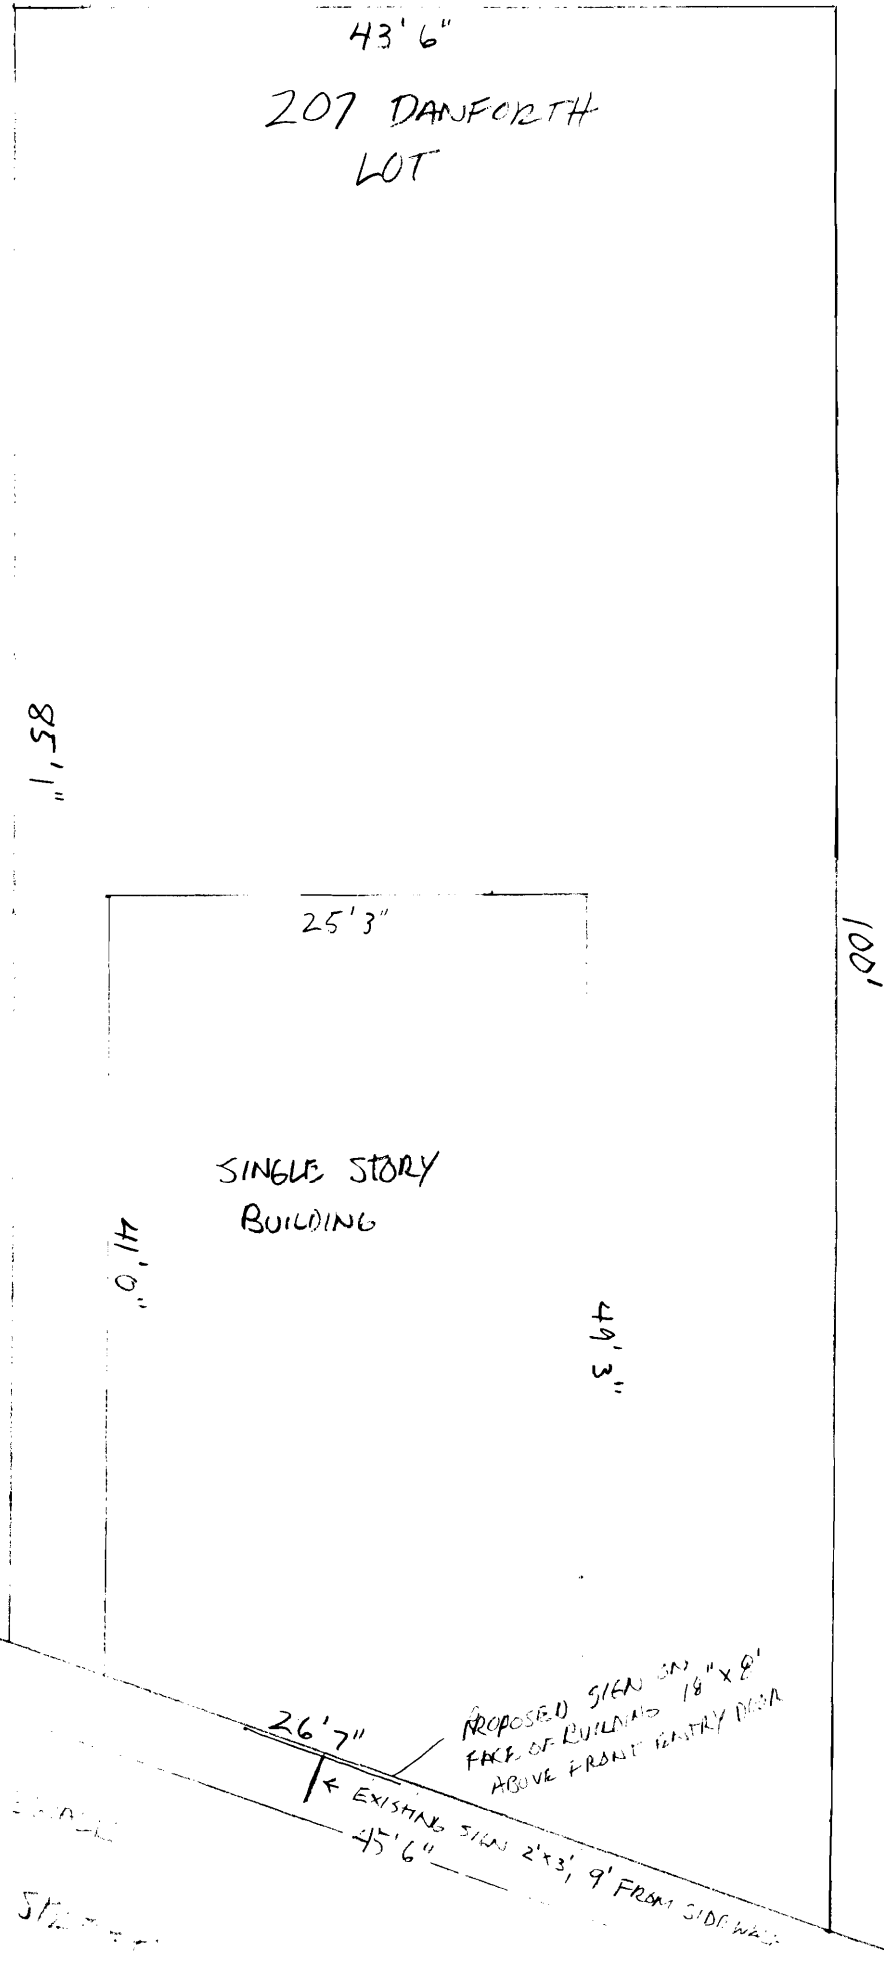 43' 6"
207 DANFORTH
LOT
85' 1"
25' 3"
100'
SINGLE STORY
BUILDING
41' 0"
49' 3"
26' 7"
PROPOSED SIGN ON
FACE OF BUILDING 18" x 8'
ABOVE FRONT ENTRY DOOR
← EXISTING SIGN 2'x3', 9' FROM SIDEWALK
45' 6"